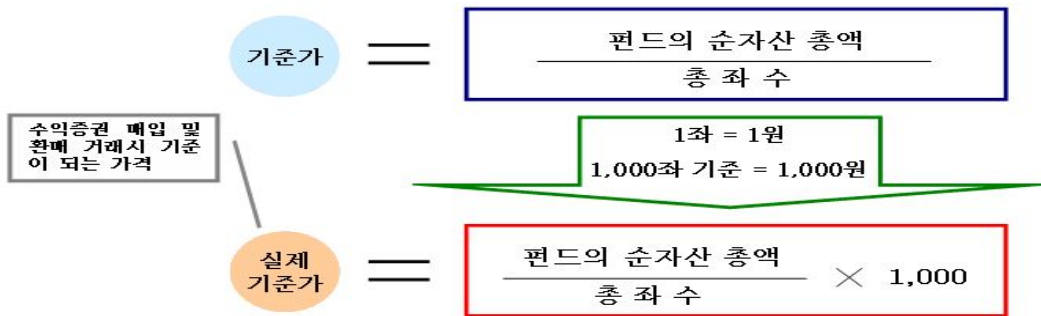 기준가
=
펀드의 순자산 총액
총 좌 수
수익증권 매입 및
환매 거래시 기준
이 되는 가격
1좌 = 1원
1,000좌 기준 = 1,000원
실제
기준가
=
펀드의 순자산 총액
총 좌 수
× 1,000